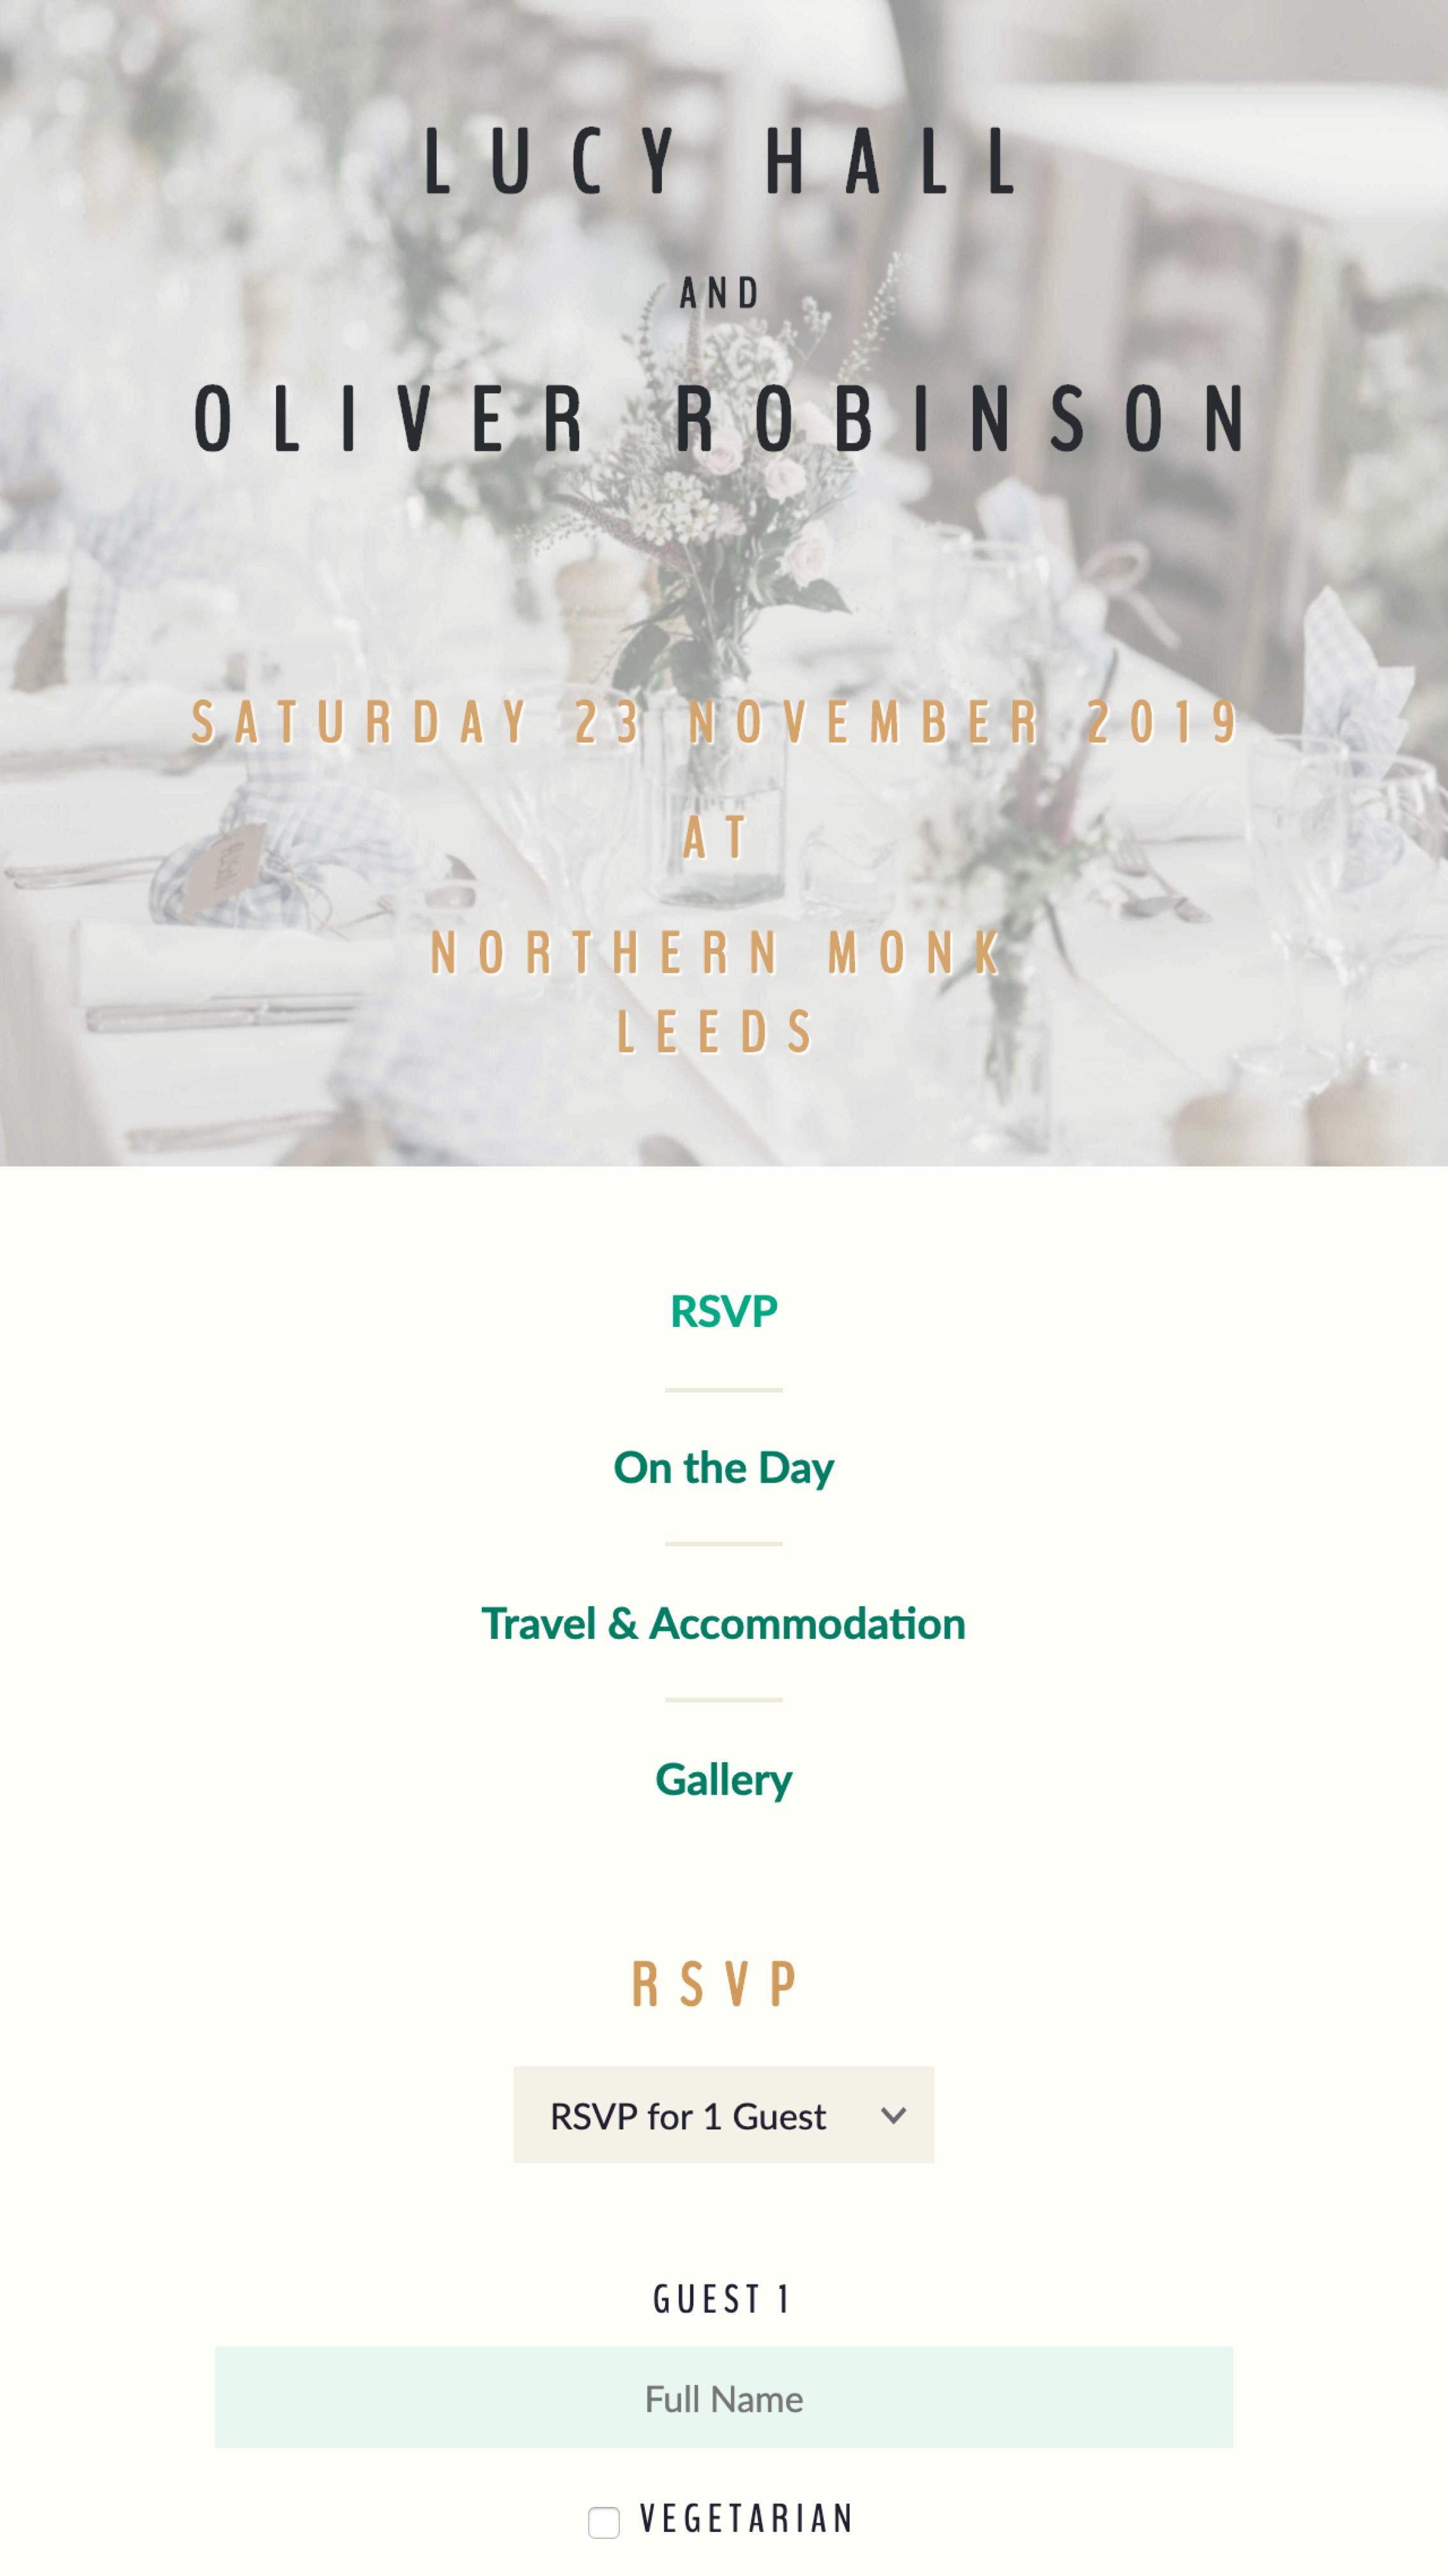 LUCY HALL
AND
OLIVER ROBINSON
SATURDAY 23 NOVEMBER 2019
AT
NORTHERN MONK
LEEDS
RSVP
On the Day
Travel & Accommodation
Gallery
RSVP
RSVP for 1 Guest
GUEST 1
Full Name
VEGETARIAN